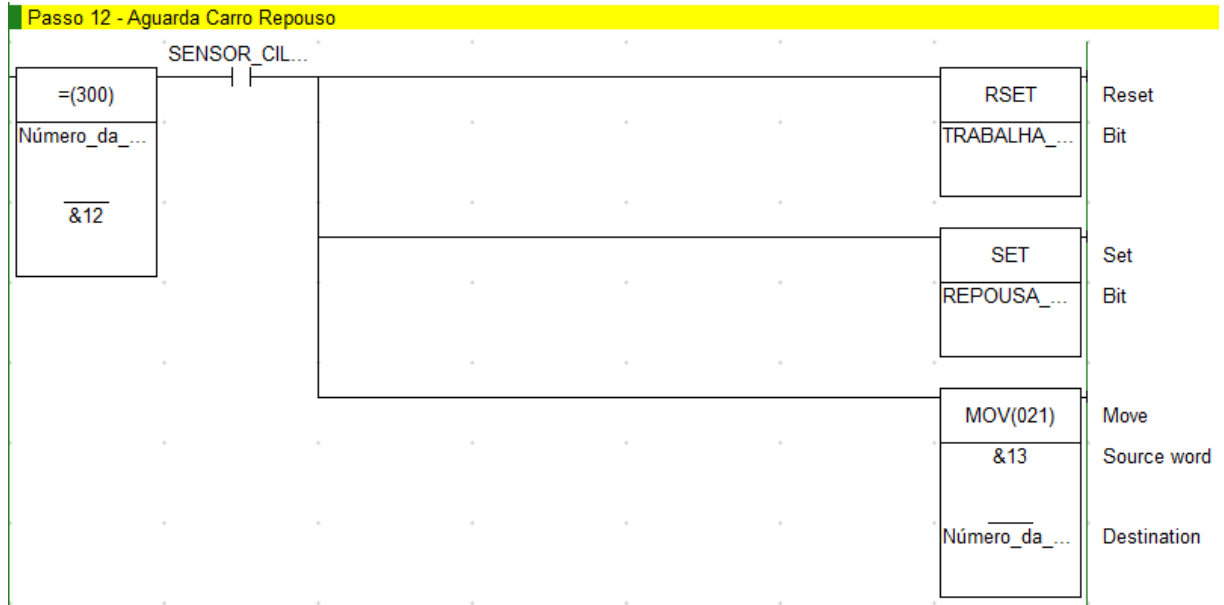 Passo 12 - Aguarda Carro Repouso
SENSOR_CIL...
=(300)
Número_da_...
&12
RSET
Reset
TRABALHA_...
Bit
SET
Set
REPOUSA_...
Bit
MOV(021)
Move
&13
Source word
Número_da_...
Destination